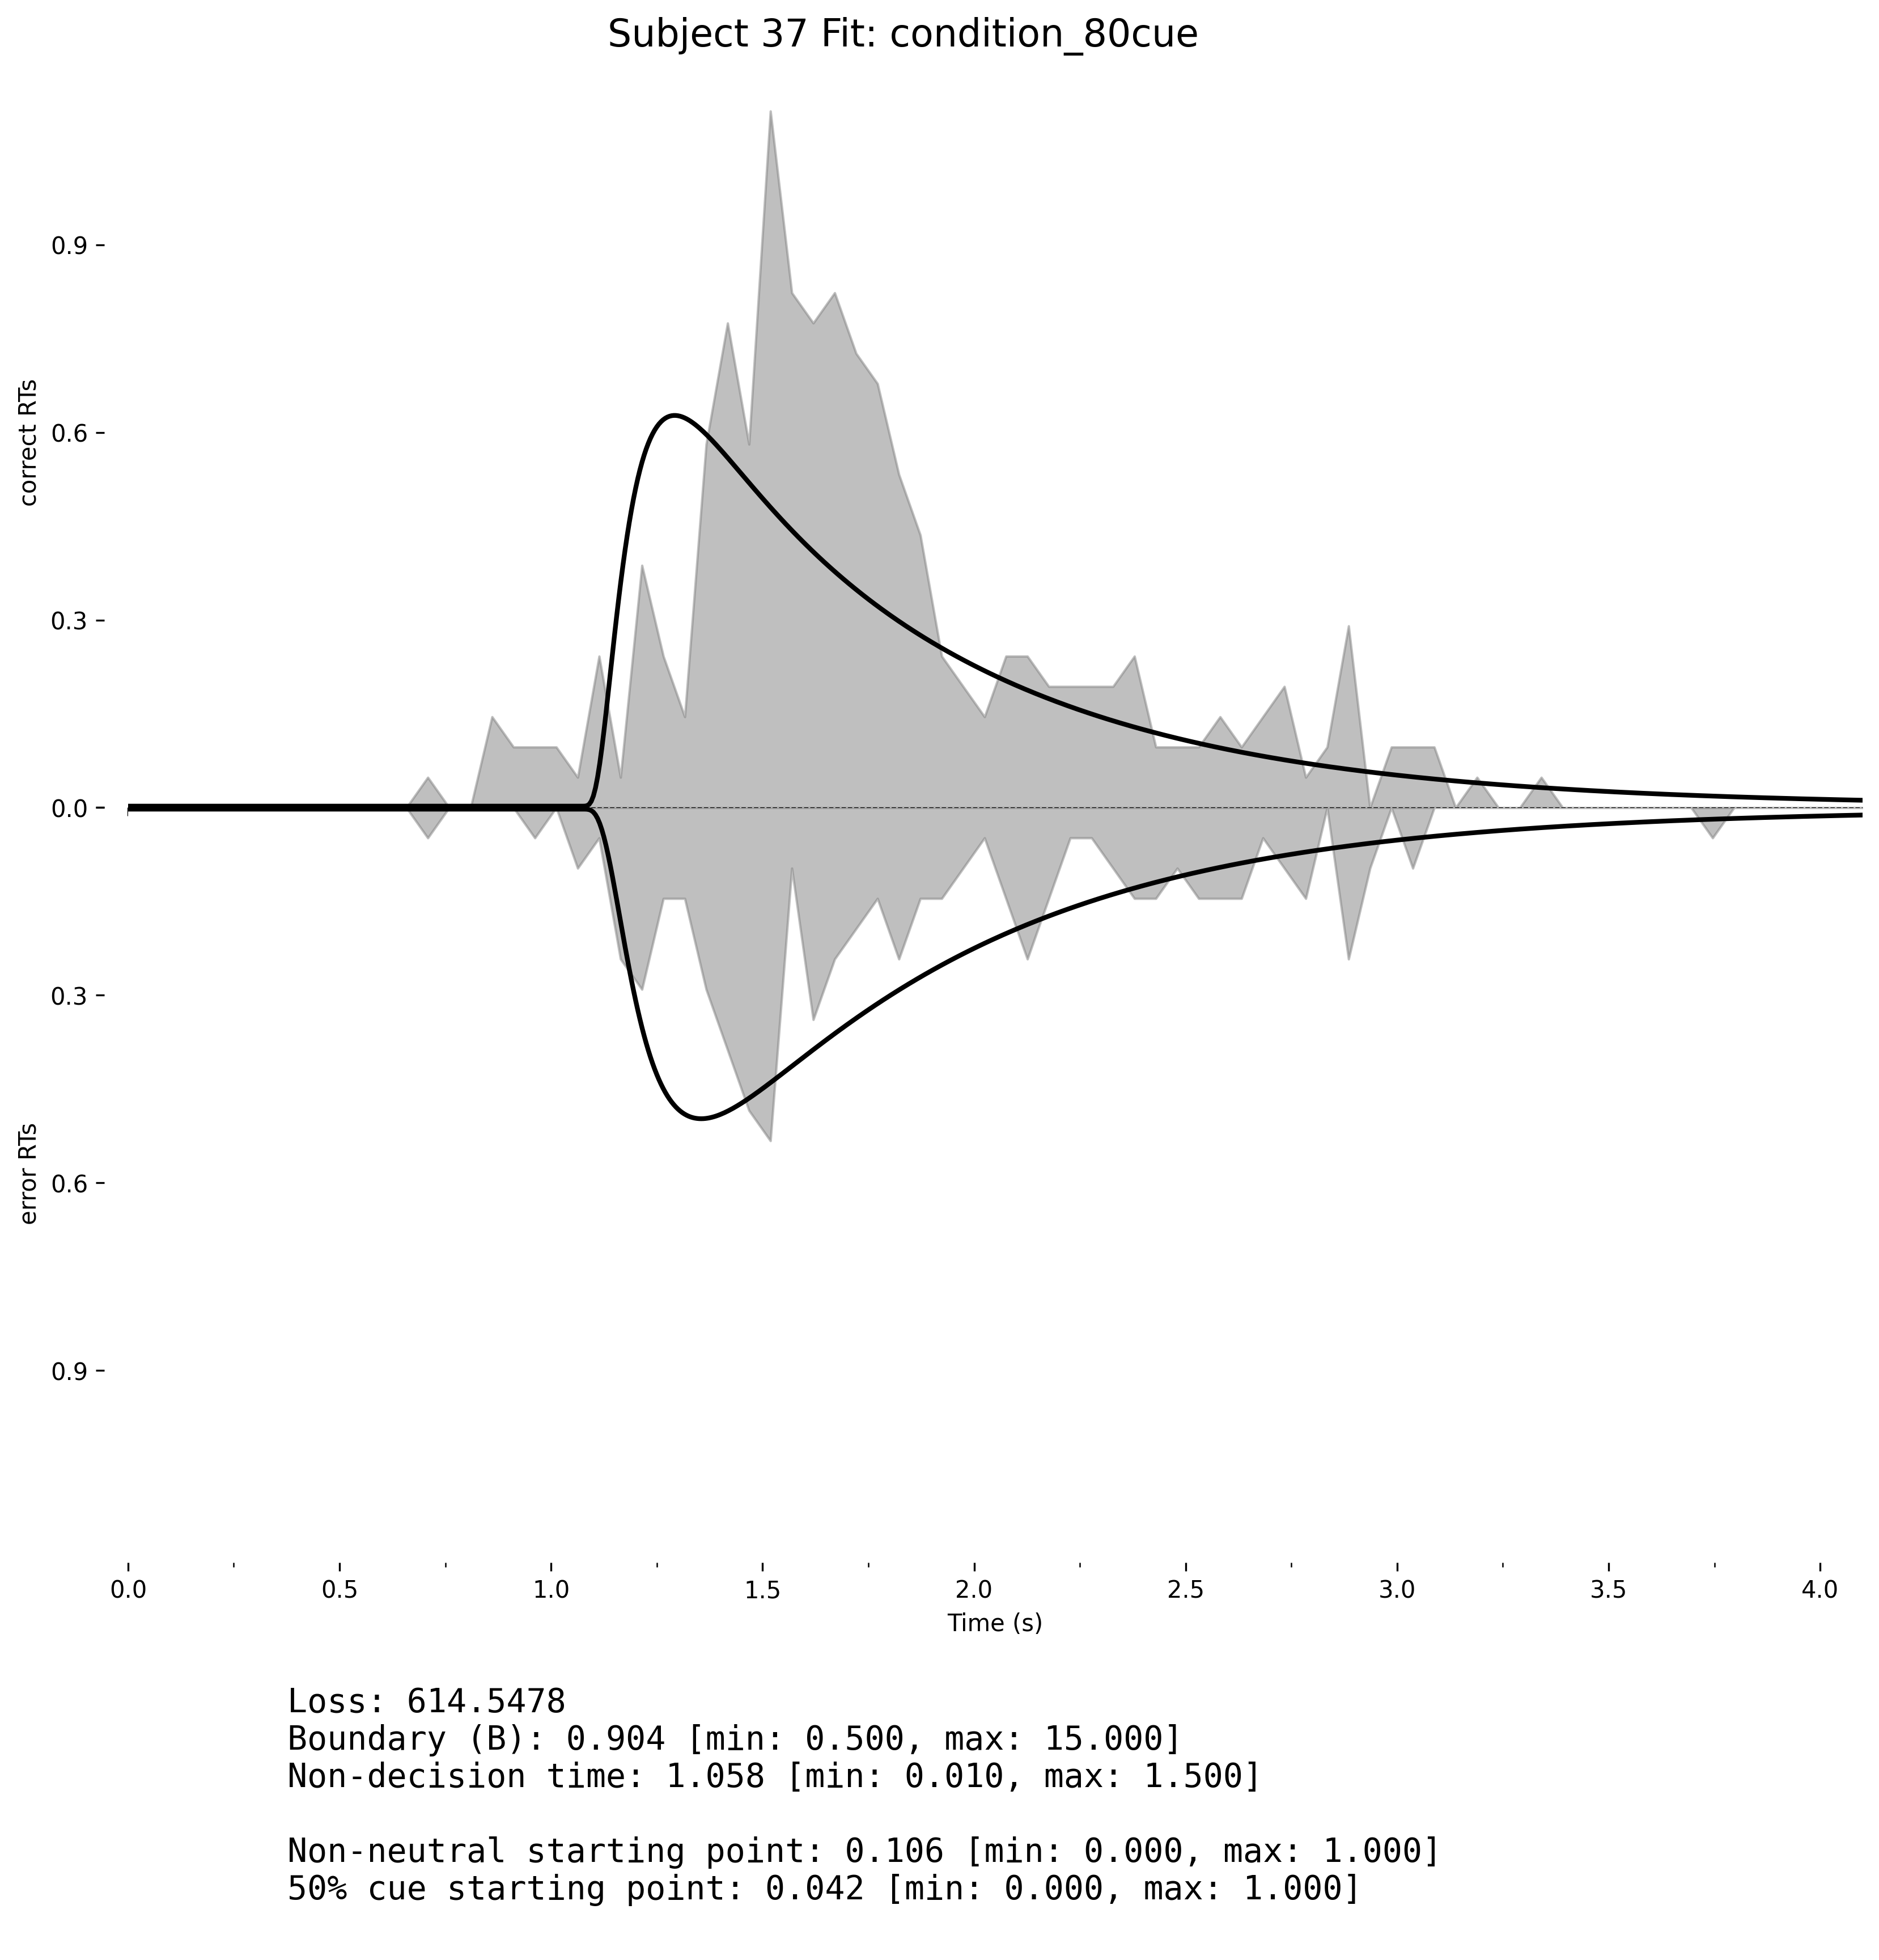 Subject 37 Fit: condition_80cue
0.9
0.6
0.3
0.0
0.3
0.6
0.9
correct RTs
error RTs
0.0 0.5 1.0 1.5 2.0 2.5 3.0 3.5 4.0
Time (s)
Loss: 614.5478
Boundary (B): 0.904 [min: 0.500, max: 15.000]
Non-decision time: 1.058 [min: 0.010, max: 1.500]
Non-neutral starting point: 0.106 [min: 0.000, max: 1.000]
50% cue starting point: 0.042 [min: 0.000, max: 1.000]